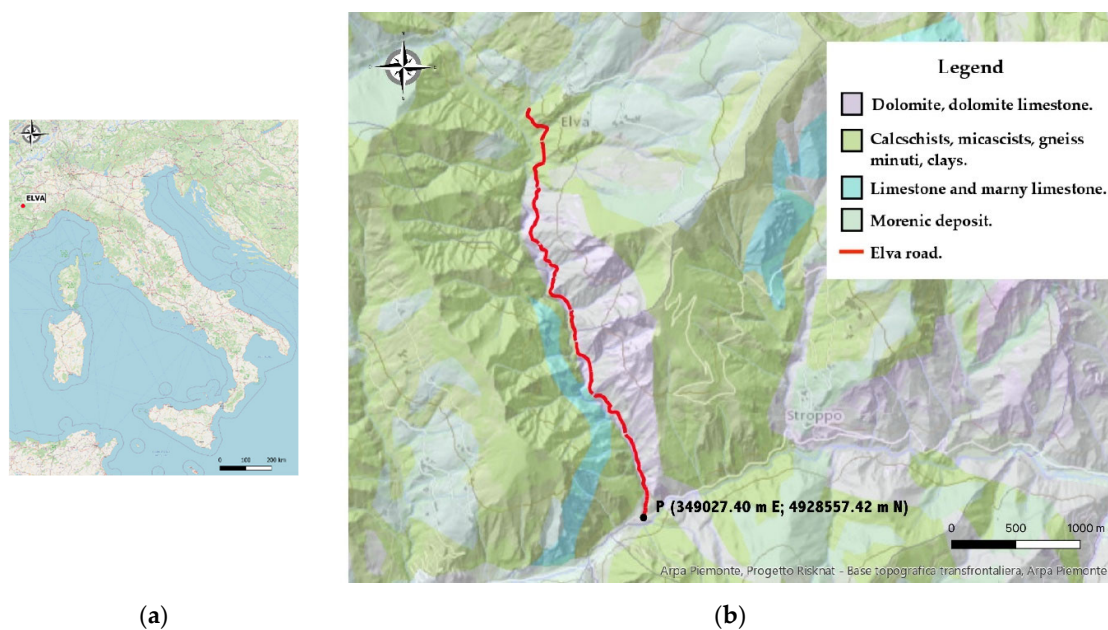 ELVA
0 100 200 km
(a)
N
Elva
Stroppo
Legend
Dolomite, dolomite limestone.
Calcschists, micascists, gneiss
minuti, clays.
Limestone and marny limestone.
Morenic deposit.
Elva road.
P (349027.40 m E; 4928557.42 m N)
0 500 1000 m
Arpa Piemonte, Progetto Risknat - Base topografica transfrontaliera, Arpa Piemonte
(b)